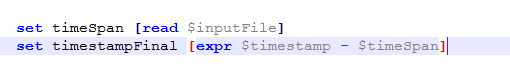 set timeSpan [read $inputFile]
set timestampFinal [expr $timestamp - $timeSpan]